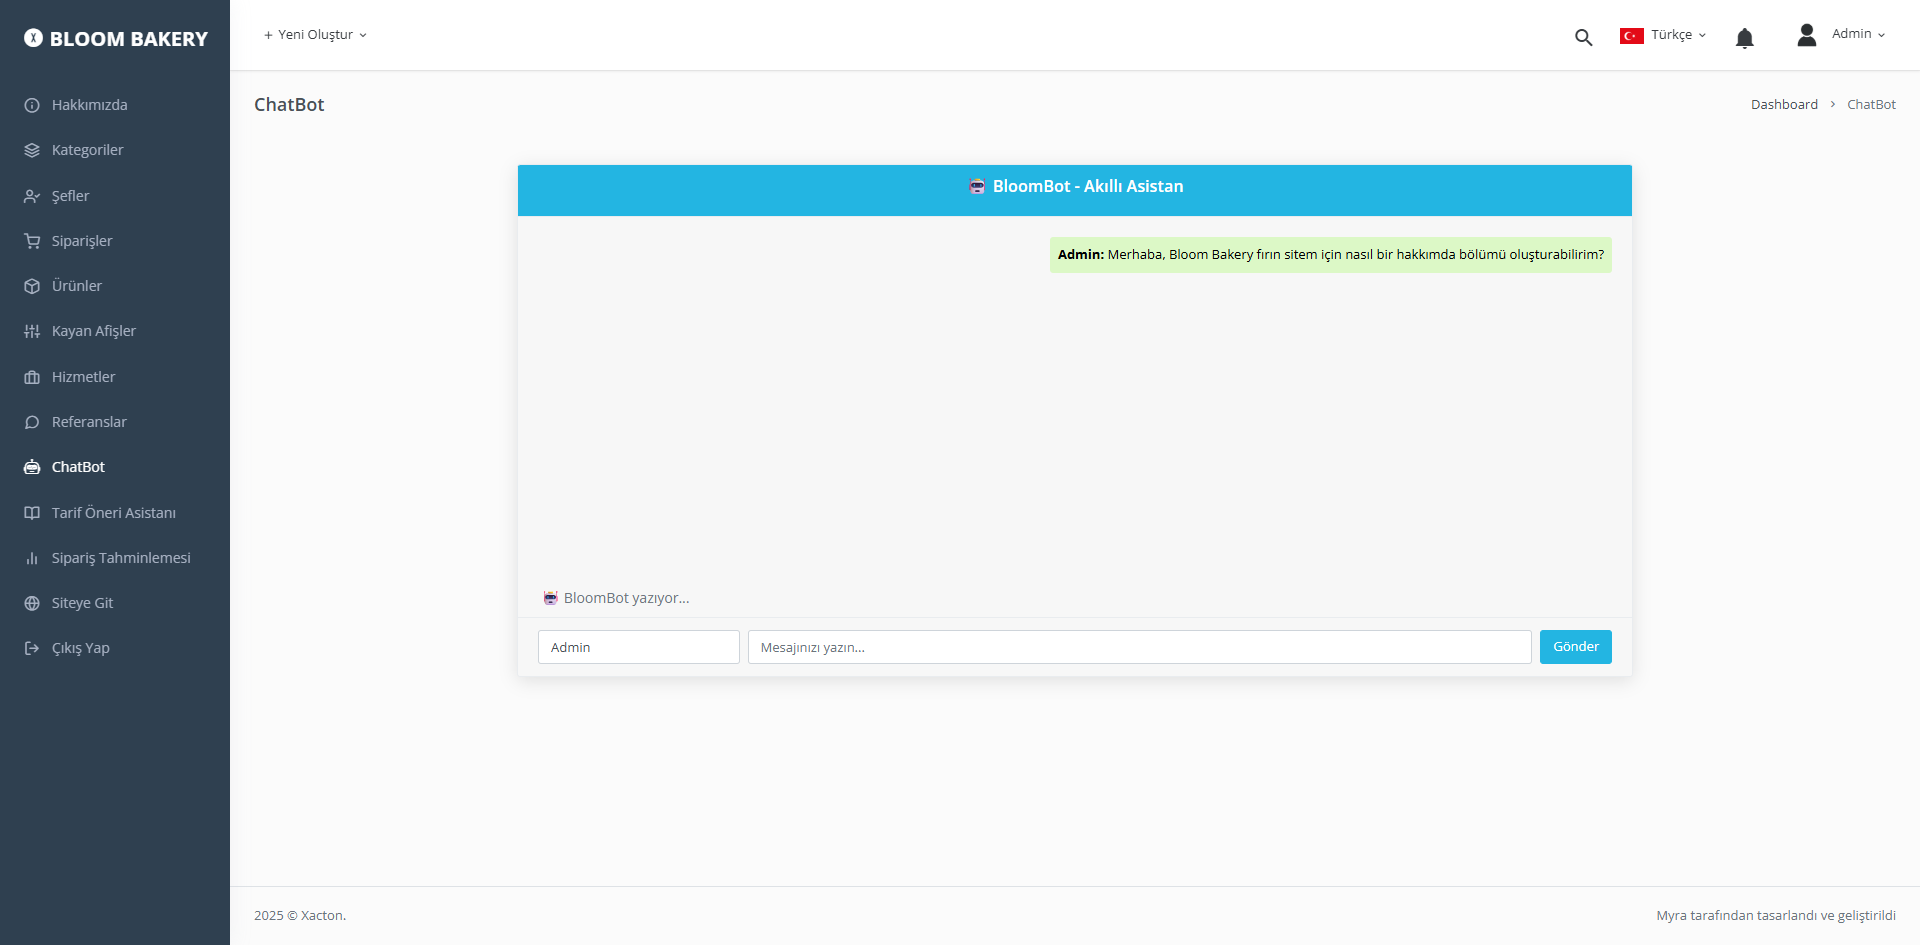 BLOOM BAKERY
Hakkımızda
Kategoriler
Şefler
Siparişler
Ürünler
Kayan Afişler
Hizmetler
Referanslar
ChatBot
Tarif Öneri Asistanı
Sipariş Tahminlemesi
Siteye Git
Çıkış Yap
+ Yeni Oluştur
Türkçe
Admin
ChatBot
Dashboard > ChatBot
BloomBot - Akıllı Asistan
Admin: Merhaba, Bloom Bakery fırın sitem için nasıl bir hakkımda bölümü oluşturabilirim?
BloomBot yazıyor...
Admin
Mesajınızı yazın...
Gönder
2025 © Xacton.
Myra tarafından tasarlandı ve geliştirildi